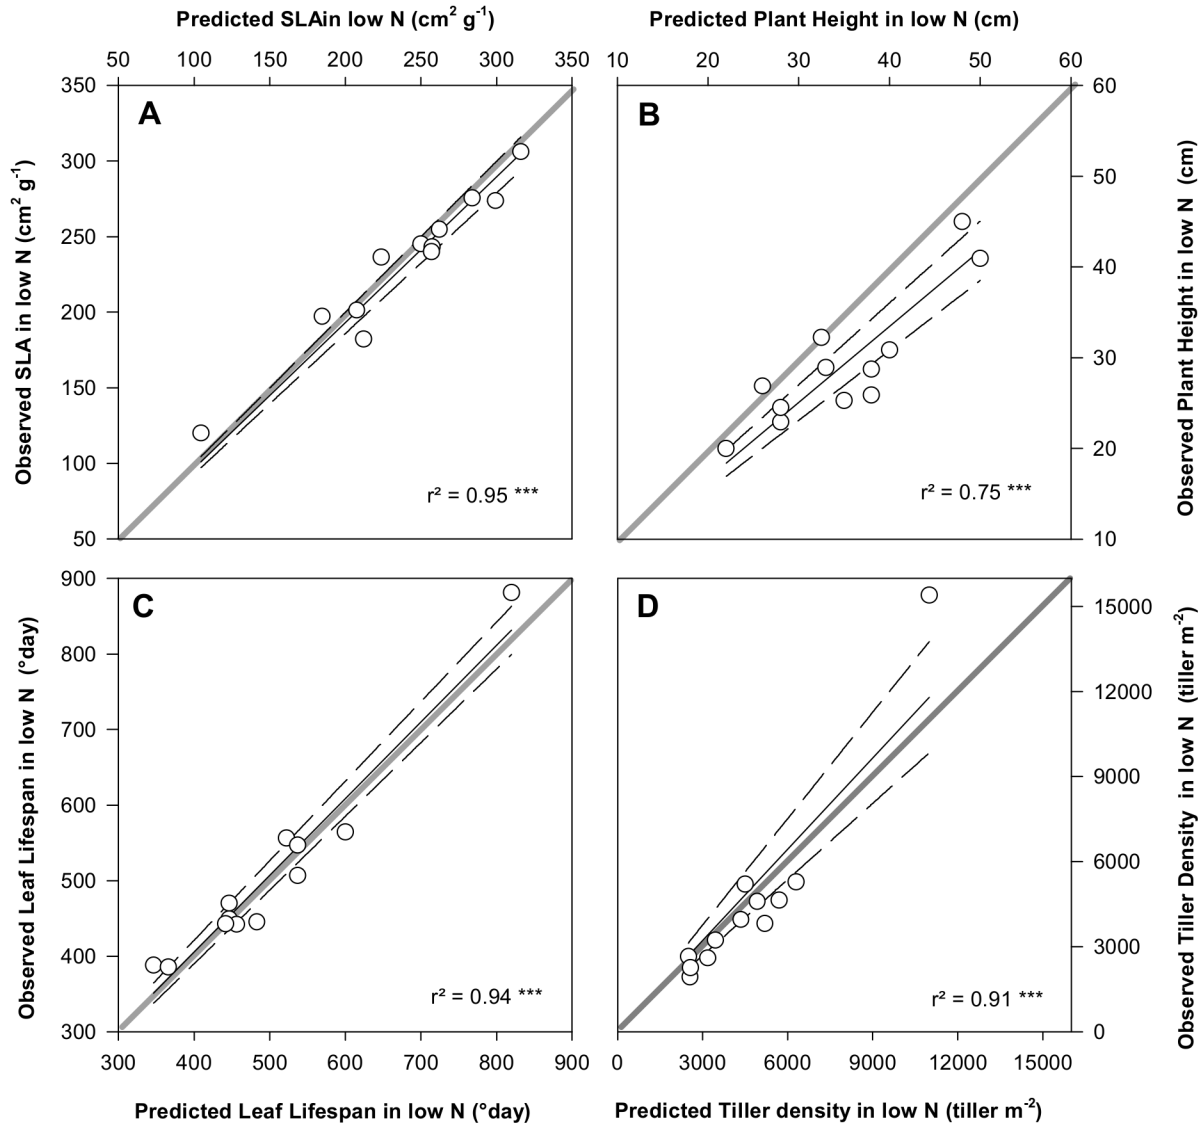 Predicted SLAin low N (cm² g⁻¹)
Predicted Plant Height in low N (cm)
50 100 150 200 250 300 350
10 20 30 40 50 60
350
300
250
200
150
100
50
Observed SLA in low N (cm² g⁻¹)
A
r² = 0.95 ***
B
r² = 0.75 ***
60
50
40
30
20
10
Observed Plant Height in low N (cm)
900
800
700
600
500
400
300
Observed Leaf Lifespan in low N (°day)
C
r² = 0.94 ***
D
r² = 0.91 ***
15000
12000
9000
6000
3000
0
Observed Tiller Density in low N (tiller m⁻²)
300 400 500 600 700 800 900
0 3000 6000 9000 12000 15000
Predicted Leaf Lifespan in low N (°day)
Predicted Tiller density in low N (tiller m⁻²)